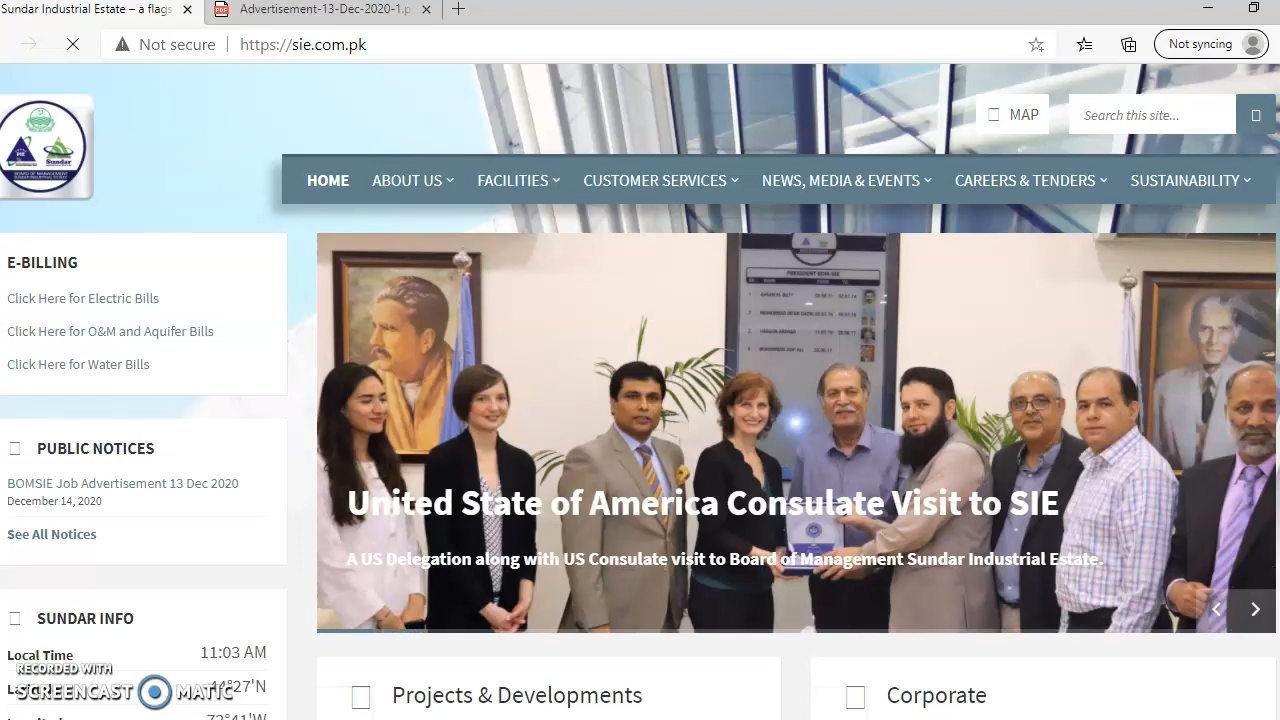 Sundar Industrial Estate – a flags
Advertisement-13-Dec-2020-1.p
Not secure
https://sie.com.pk
Not syncing
MAP
Search this site...
HOME ABOUT US FACILITIES CUSTOMER SERVICES NEWS, MEDIA & EVENTS CAREERS & TENDERS SUSTAINABILITY
E-BILLING
Click Here for Electric Bills
Click Here for O&M and Aquifer Bills
Click Here for Water Bills
PUBLIC NOTICES
BOMSIE Job Advertisement 13 Dec 2020
December 14, 2020
See All Notices
SUNDAR INFO
Local Time 11:03 AM
RECORDED WITH
SCREENCAST MATIC
PRESIDENT BOM-SIE
United State of America Consulate Visit to SIE
A US Delegation along with US Consulate visit to Board of Management Sundar Industrial Estate.
Projects & Developments
Corporate